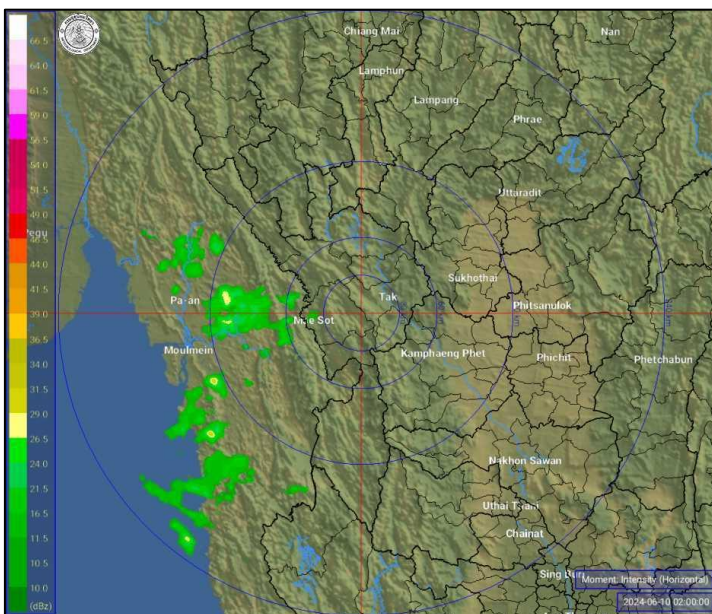 66.5
64.0
61.5
59.0
56.5
51.5
49.0
46.5
44.0
41.5
39.0
34.0
31.5
29.0
26.5
24.0
21.5
16.5
11.5
10.5
10.0
(dBz)
Chiang Mai
Nan
Lamphun
Lampang
Phrae
Uttaradit
Sukhothai
Pa-an
Tak
Phitsanulok
Mae Sot
Moulmein
Kamphaeng Phet
Phichit
Phetchabun
Nakhon Sawan
Uthai Thani
Chainat
Sing Buri
Moment: Intensity (Horizontal)
2024-06-10 02:00:00